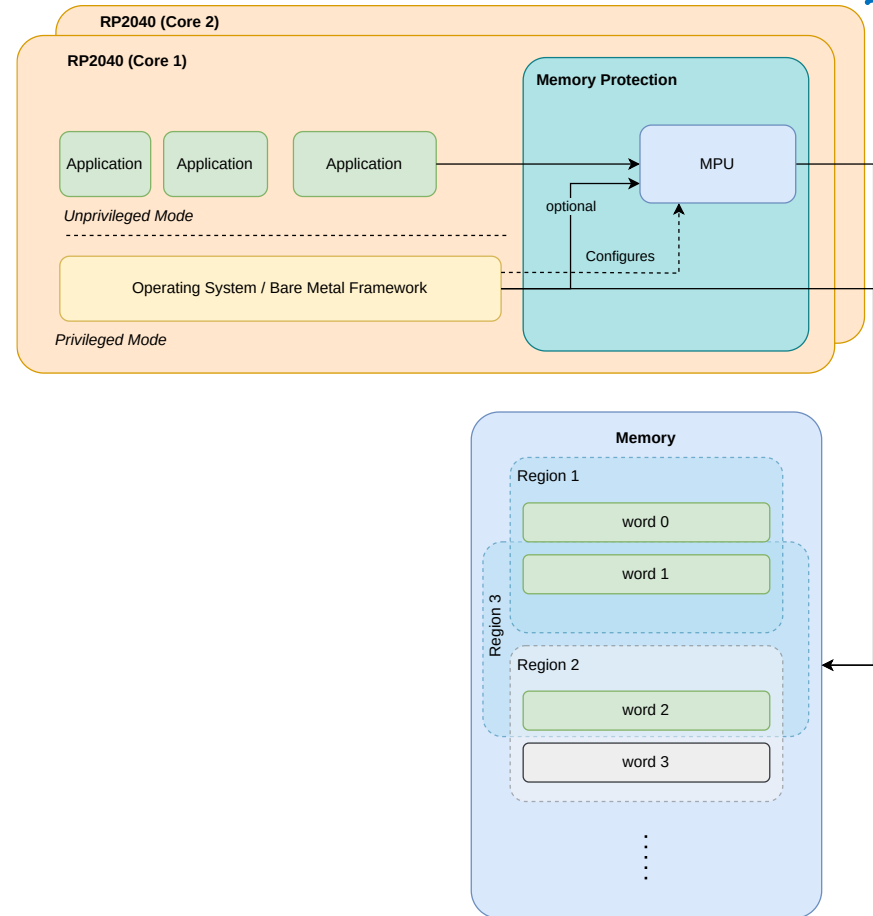 RP2040 (Core 2)
RP2040 (Core 1)
Memory Protection
Application
Application
Application
MPU
Unprivileged Mode
optional
Configures
Operating System / Bare Metal Framework
Privileged Mode
Memory
Region 1
word 0
word 1
Region 3
Region 2
word 2
word 3